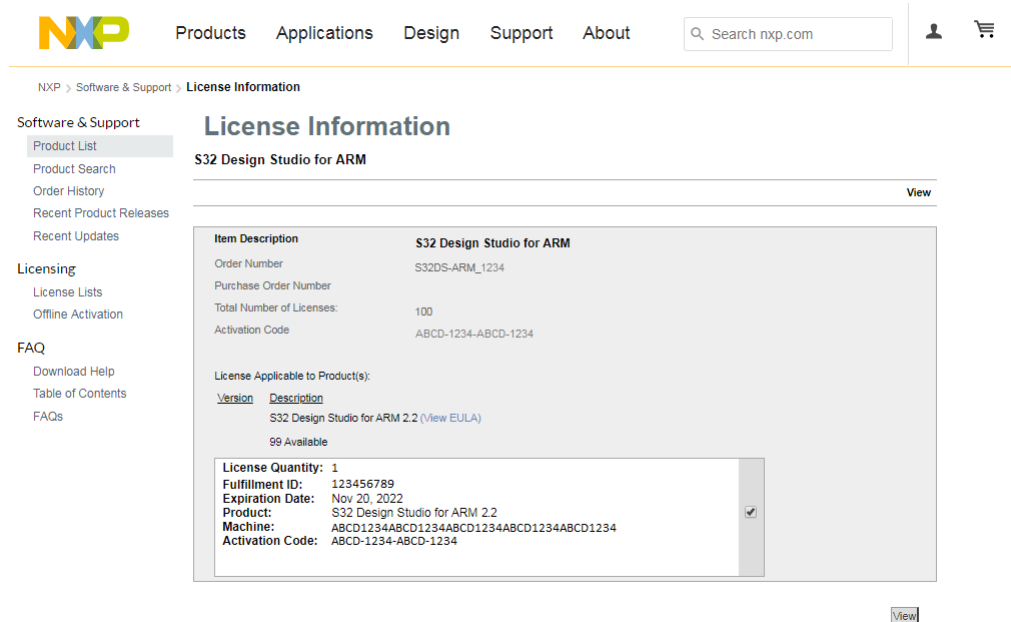 NXP
Products Applications Design Support About Search nxp.com
NXP > Software & Support > License Information
Software & Support
Product List
Product Search
Order History
Recent Product Releases
Recent Updates
Licensing
License Lists
Offline Activation
FAQ
Download Help
Table of Contents
FAQs
License Information
S32 Design Studio for ARM
View
Item Description S32 Design Studio for ARM
Order Number S32DS-ARM_1234
Purchase Order Number
Total Number of Licenses: 100
Activation Code ABCD-1234-ABCD-1234
License Applicable to Product(s):
Version Description
S32 Design Studio for ARM 2.2 (View EULA)
99 Available
License Quantity: 1
Fulfillment ID: 123456789
Expiration Date: Nov 20, 2022
Product: S32 Design Studio for ARM 2.2
Machine: ABCD1234ABCD1234ABCD1234ABCD1234ABCD1234
Activation Code: ABCD-1234-ABCD-1234
View